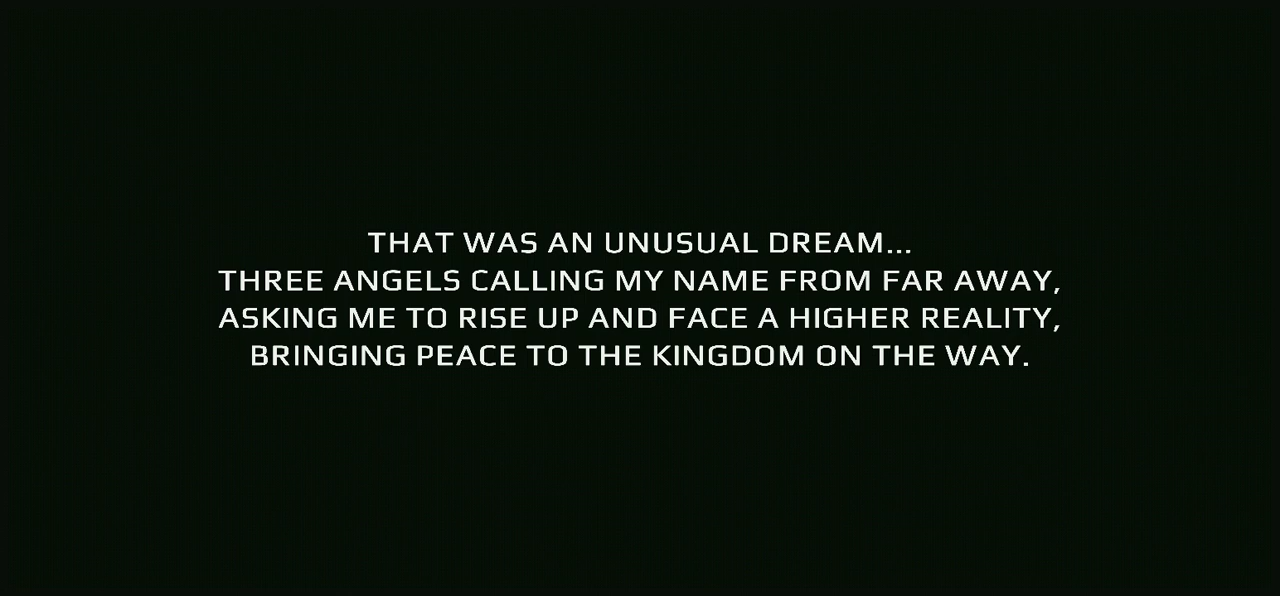 THAT WAS AN UNUSUAL DREAM...
THREE ANGELS CALLING MY NAME FROM FAR AWAY,
ASKING ME TO RISE UP AND FACE A HIGHER REALITY,
BRINGING PEACE TO THE KINGDOM ON THE WAY.